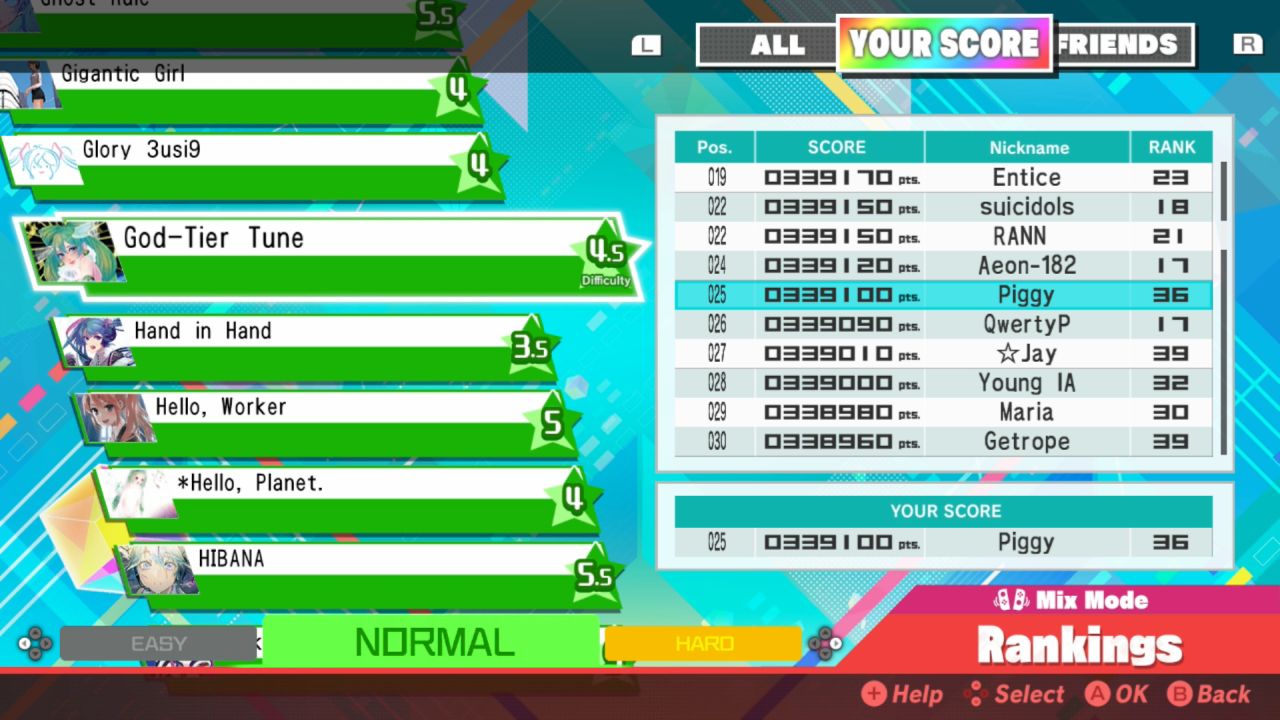 Ghost Rule
5.5
Gigantic Girl
4
Glory 3usi9
4
God-Tier Tune
4.5
Difficulty
Hand in Hand
3.5
Hello, Worker
5
*Hello, Planet.
4
HIBANA
5.5
EASY
NORMAL
HARD
L
ALL
YOUR SCORE
FRIENDS
R
Pos. SCORE Nickname RANK
019 0339170 pts. Entice 23
022 0339150 pts. suicidols 18
022 0339150 pts. RANN 21
024 0339120 pts. Aeon-182 17
025 0339100 pts. Piggy 36
026 0339090 pts. QwertyP 17
027 0339010 pts. ☆Jay 39
028 0339000 pts. Young IA 32
029 0338980 pts. Maria 30
030 0338960 pts. Getrope 39
YOUR SCORE
025 0339100 pts. Piggy 36
Mix Mode
Rankings
+ Help Select A OK B Back